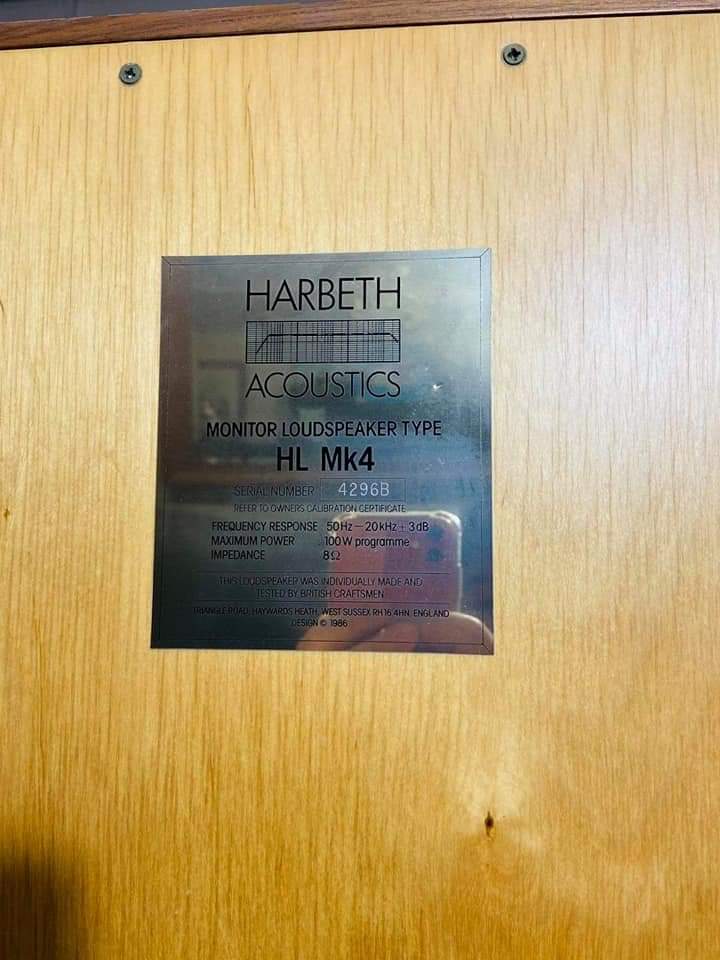 HARBETH
ACOUSTICS
MONITOR LOUDSPEAKER TYPE
HL Mk4
SERIAL NUMBER 4296B
REFER TO OWNERS CALIBRATION CERTIFICATE
FREQUENCY RESPONSE 50Hz – 20kHz ± 3dB
MAXIMUM POWER 100W programme
IMPEDANCE 8Ω
THIS LOUDSPEAKER WAS INDIVIDUALLY MADE AND
TESTED BY BRITISH CRAFTSMEN
TRIANGLE ROAD, HAYWARDS HEATH, WEST SUSSEX RH16 4HN, ENGLAND
DESIGN © 1986